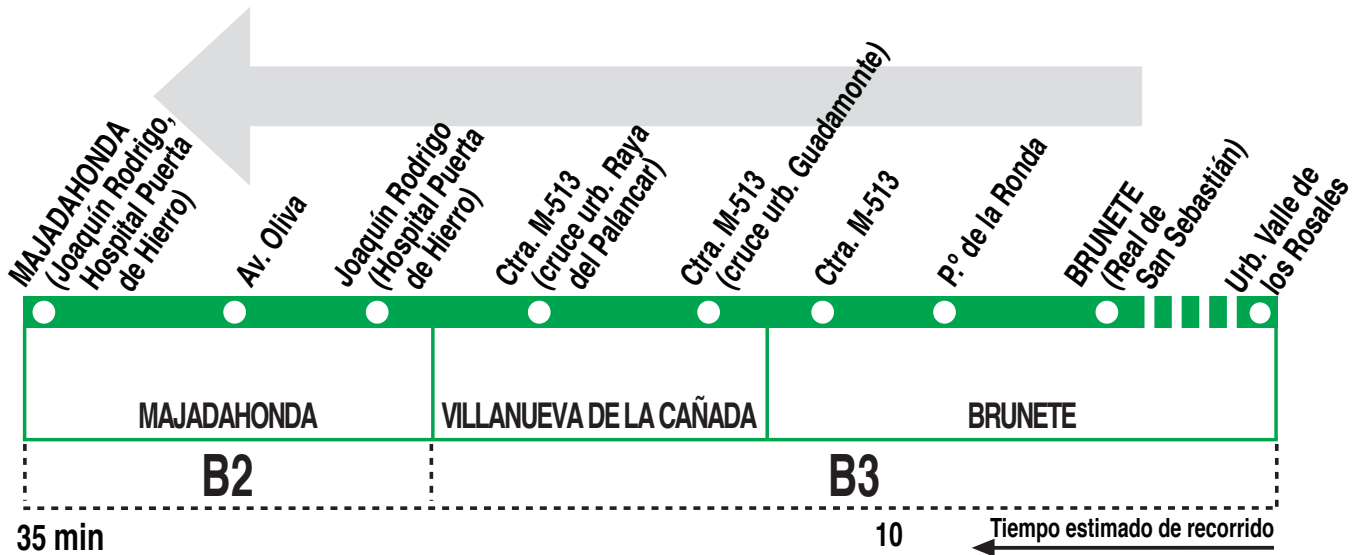 MAJADAHONDA
(Joaquín Rodrigo,
Hospital Puerta
de Hierro)
Av. Oliva
Joaquín Rodrigo
(Hospital Puerta
de Hierro)
Ctra. M-513
(cruce urb. Raya
del Palancar)
Ctra. M-513
(cruce urb. Guadamonte)
Ctra. M-513
P.º de la Ronda
BRUNETE
(Real de
San Sebastián)
Urb. Valle de
los Rosales
MAJADAHONDA
VILLANUEVA DE LA CAÑADA
BRUNETE
B2
B3
35 min
10
Tiempo estimado de recorrido